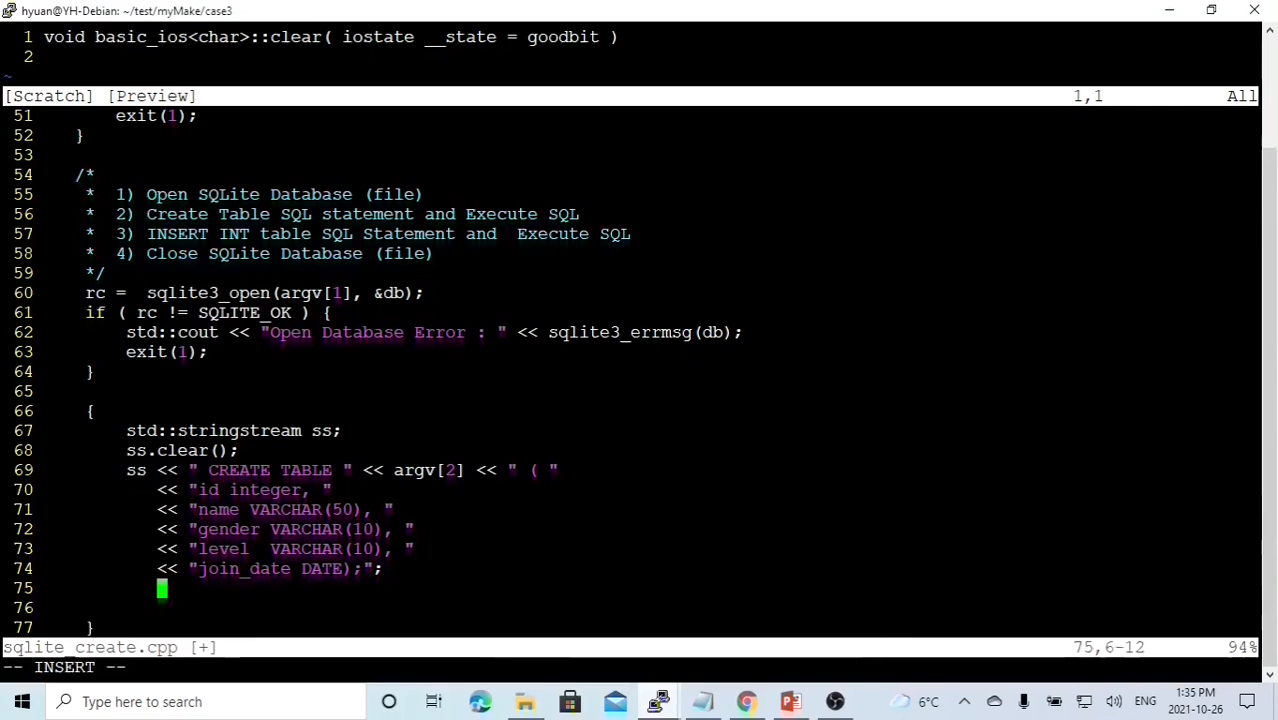 hyuan@YH-Debian: ~/test/myMake/case3
1 void basic_ios<char>::clear( iostate __state = goodbit )
2
~
[Scratch] [Preview] 1,1 All
51 exit(1);
52 }
53
54 /*
55 * 1) Open SQLite Database (file)
56 * 2) Create Table SQL statement and Execute SQL
57 * 3) INSERT INT table SQL Statement and  Execute SQL
58 * 4) Close SQLite Database (file)
59 */
60 rc =  sqlite3_open(argv[1], &db);
61 if ( rc != SQLITE_OK ) {
62 std::cout << "Open Database Error : " << sqlite3_errmsg(db);
63 exit(1);
64 }
65
66 {
67 std::stringstream ss;
68 ss.clear();
69 ss << " CREATE TABLE " << argv[2] << " ( "
70 << "id integer, "
71 << "name VARCHAR(50), "
72 << "gender VARCHAR(10), "
73 << "level  VARCHAR(10), "
74 << "join_date DATE);";
75
76
77 }
sqlite_create.cpp [+] 75,6-12 94%
-- INSERT --
Type here to search
6°C ENG 1:35 PM
2021-10-26